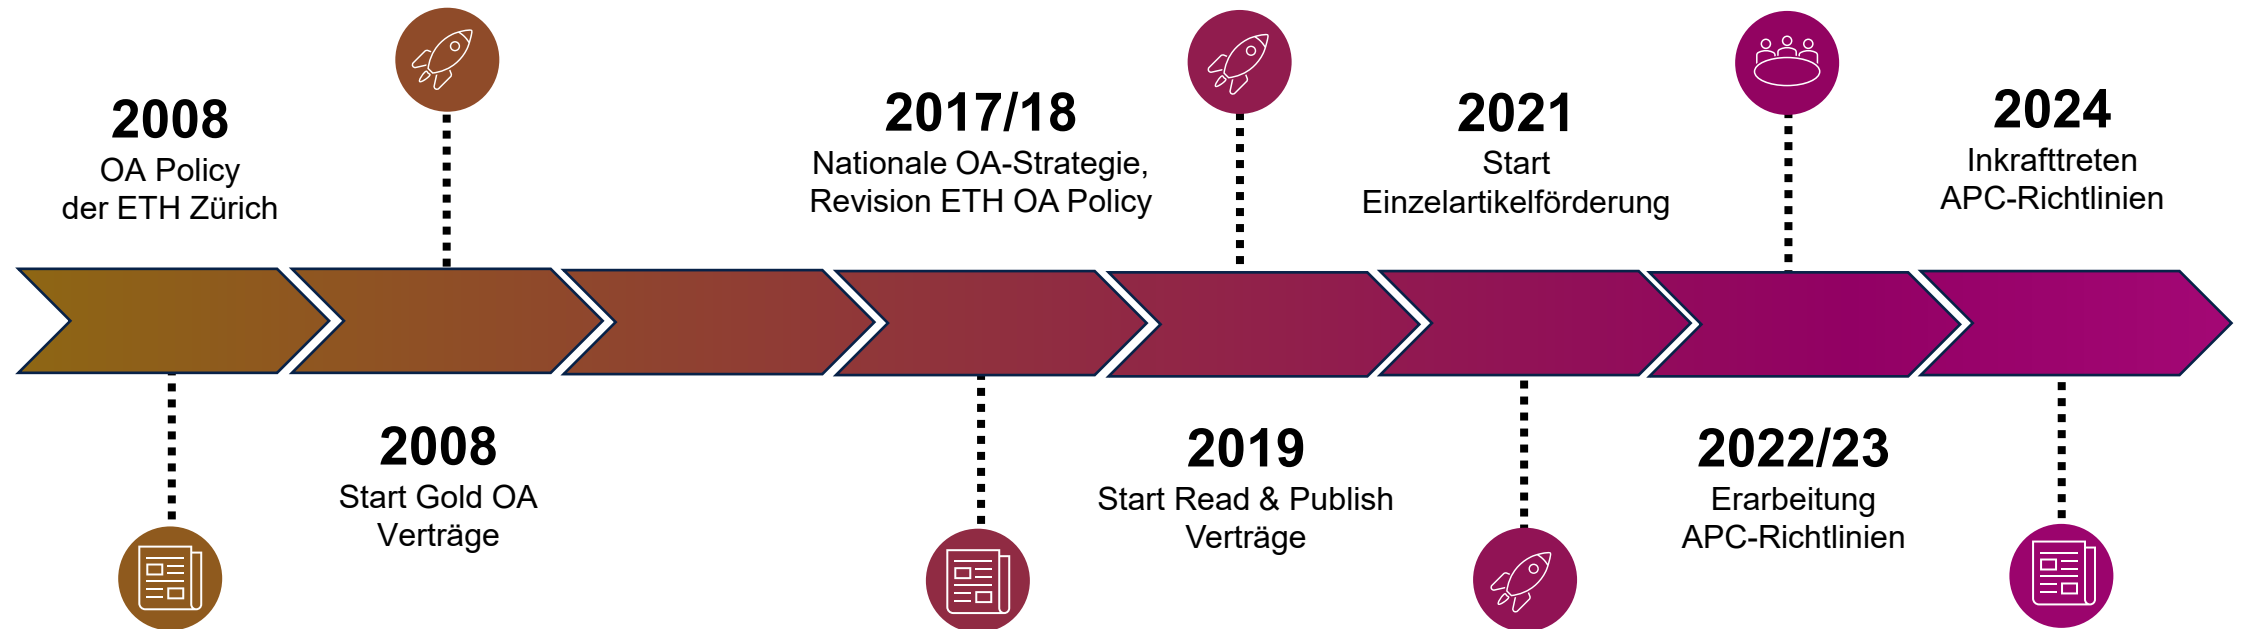 2008
OA Policy
der ETH Zürich
2008
Start Gold OA
Verträge
2017/18
Nationale OA-Strategie,
Revision ETH OA Policy
2019
Start Read & Publish
Verträge
2021
Start
Einzelartikelförderung
2022/23
Erarbeitung
APC-Richtlinien
2024
Inkrafttreten
APC-Richtlinien